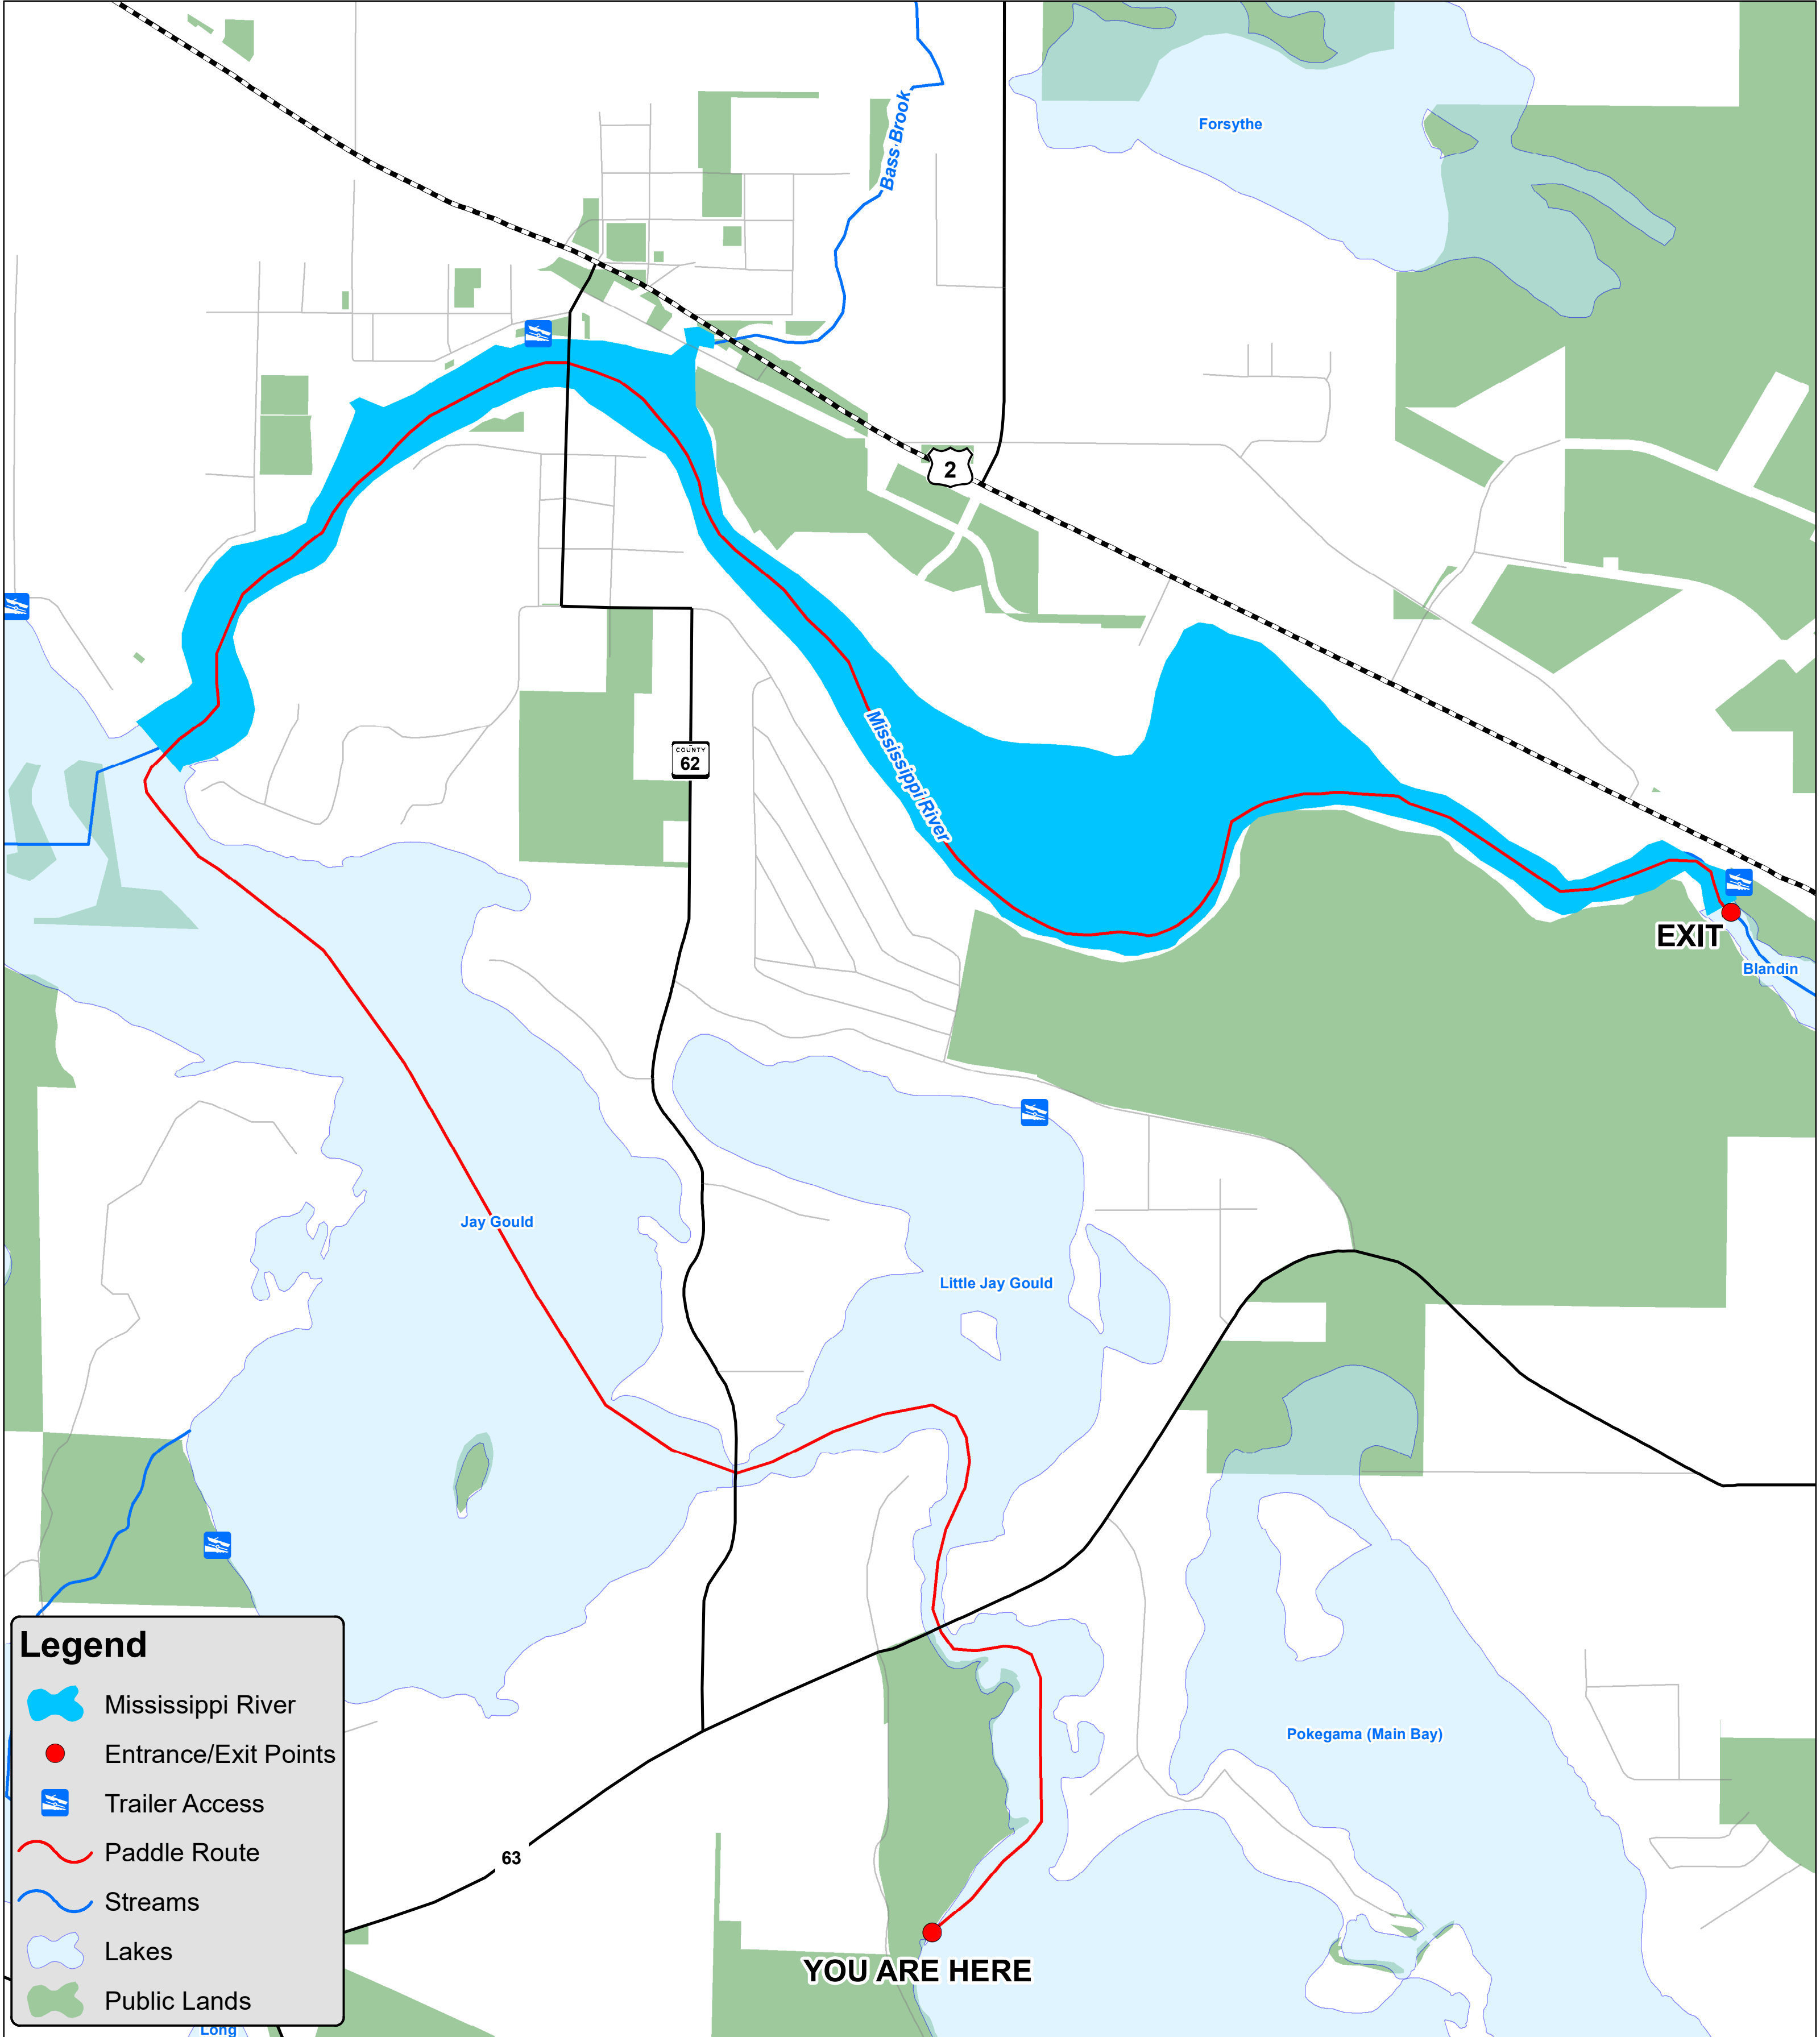 Bass Brook
Forsythe
2
COUNTY
62
Mississippi River
EXIT
Blandin
Jay Gould
Little Jay Gould
Pokegama (Main Bay)
63
YOU ARE HERE
Legend
Mississippi River
Entrance/Exit Points
Trailer Access
Paddle Route
Streams
Lakes
Public Lands
Long